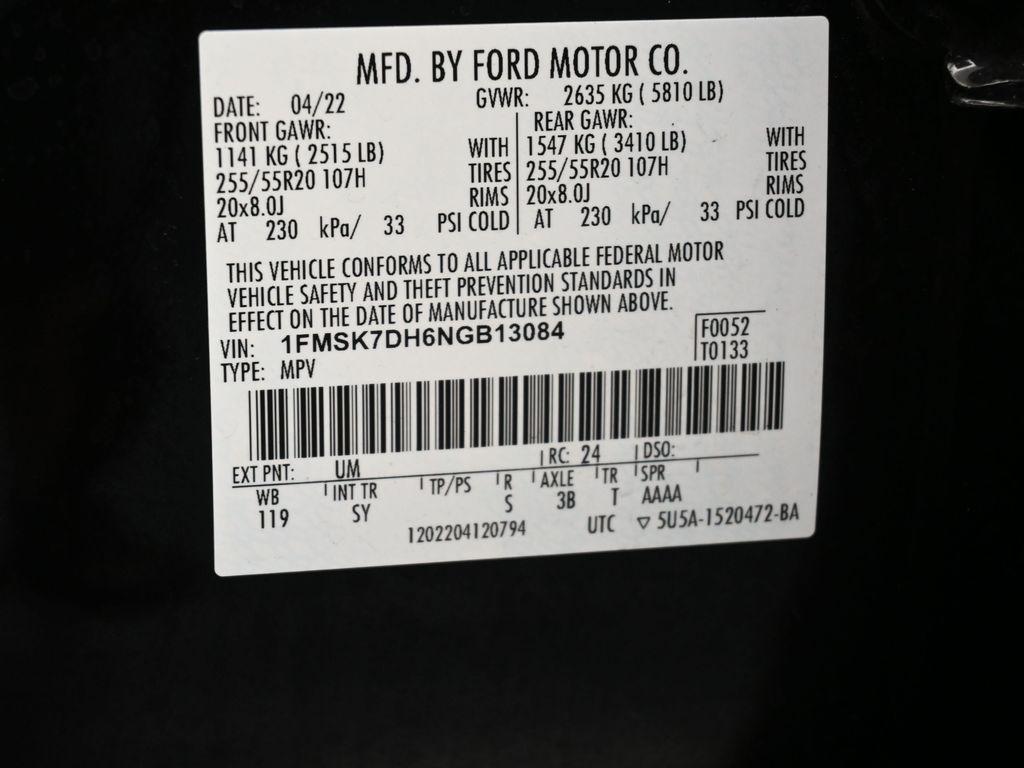 MFD. BY FORD MOTOR CO.
DATE: 04/22 GVWR: 2635 KG ( 5810 LB)
FRONT GAWR: REAR GAWR:
1141 KG ( 2515 LB) WITH 1547 KG ( 3410 LB) WITH
255/55R20 107H TIRES 255/55R20 107H TIRES
20x8.0J RIMS 20x8.0J RIMS
AT 230 kPa/ 33 PSI COLD AT 230 kPa/ 33 PSI COLD
THIS VEHICLE CONFORMS TO ALL APPLICABLE FEDERAL MOTOR
VEHICLE SAFETY AND THEFT PREVENTION STANDARDS IN
EFFECT ON THE DATE OF MANUFACTURE SHOWN ABOVE.
VIN: 1FMSK7DH6NGB13084 F0052
TYPE: MPV T0133
EXT PNT: UM RC: 24 DSO:
WB INT TR TP/PS R AXLE TR SPR
119 SY S 3B T AAAA
1202204120794 UTC ▽ 5U5A-1520472-BA